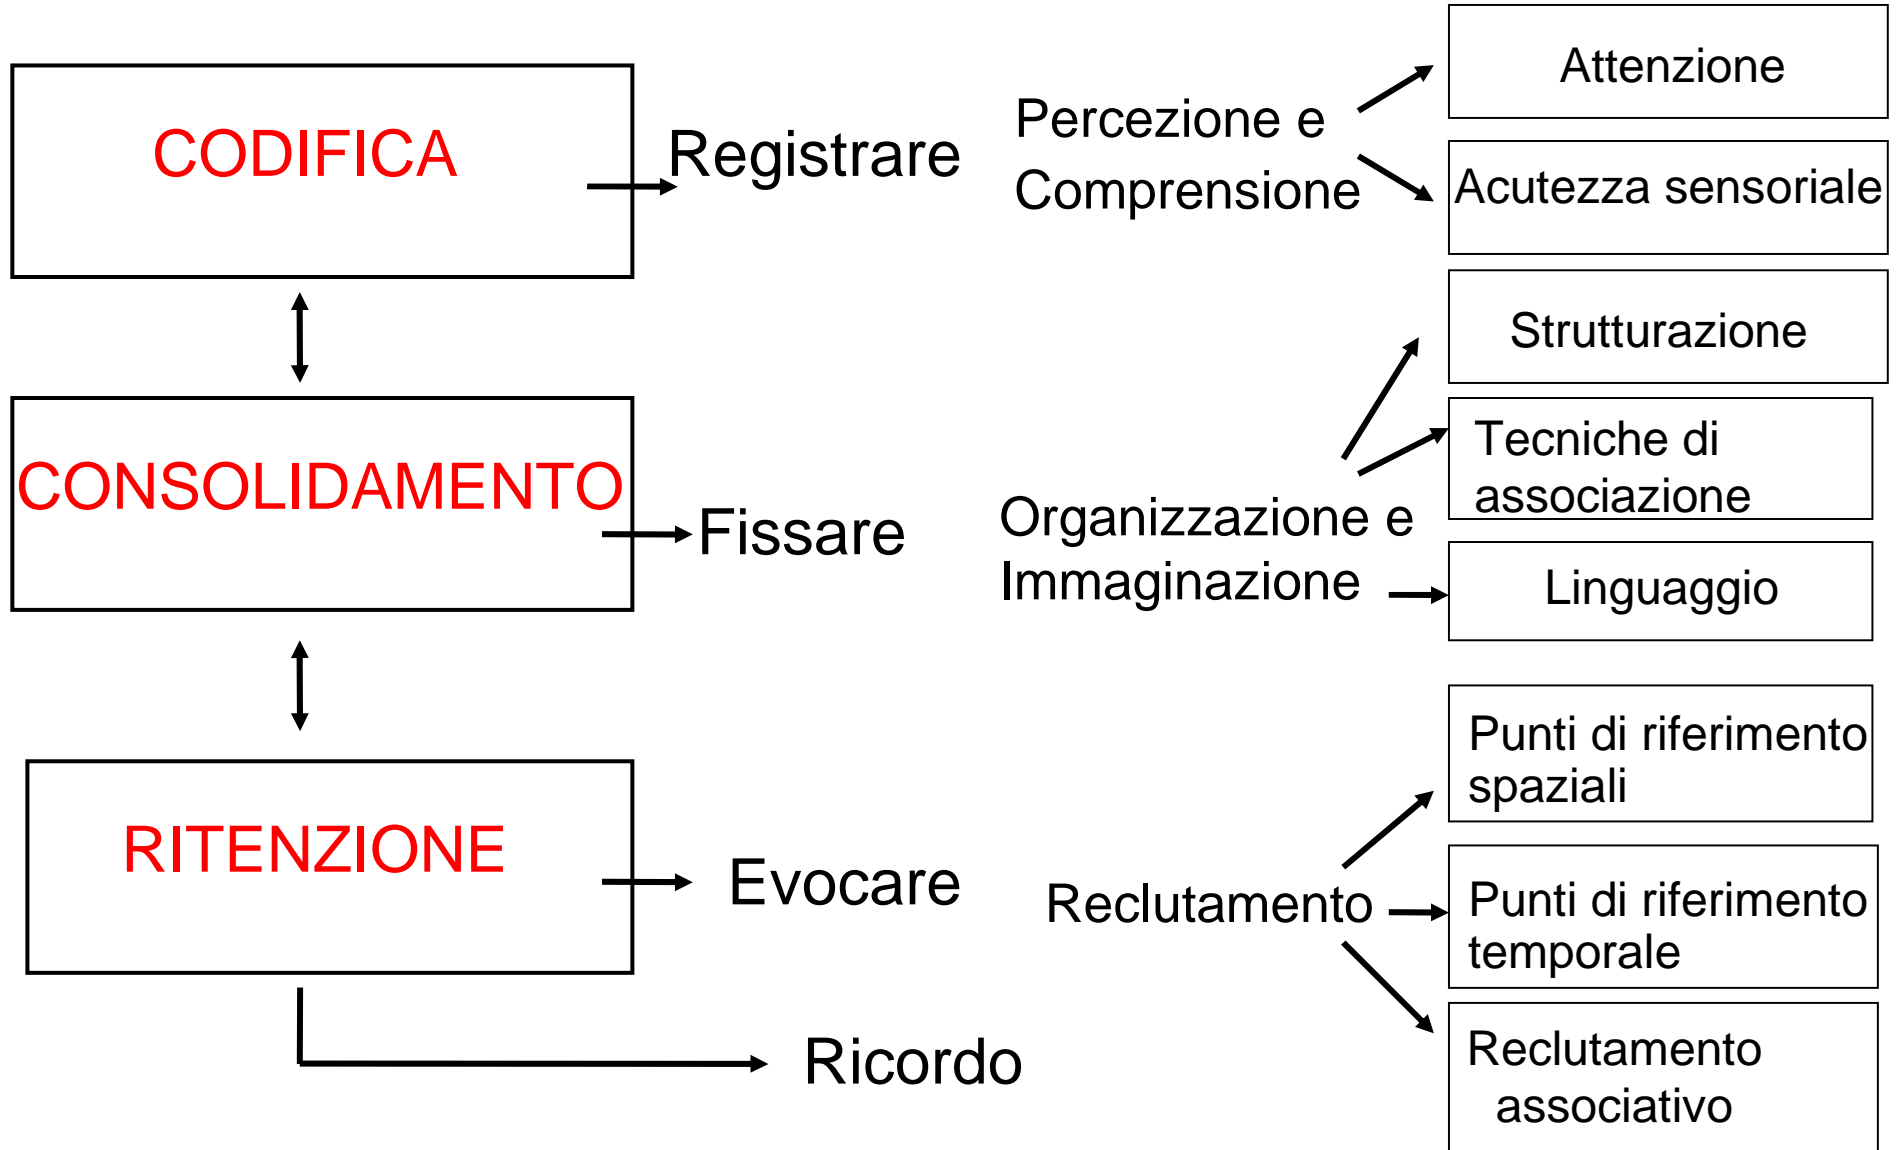 CODIFICA
Registrare
Percezione e
Comprensione
Attenzione
Acutezza sensoriale
CONSOLIDAMENTO
Fissare
Organizzazione e
Immaginazione
Strutturazione
Tecniche di
associazione
Linguaggio
RITENZIONE
Evocare
Reclutamento
Punti di riferimento
spaziali
Punti di riferimento
temporale
Reclutamento
associativo
Ricordo